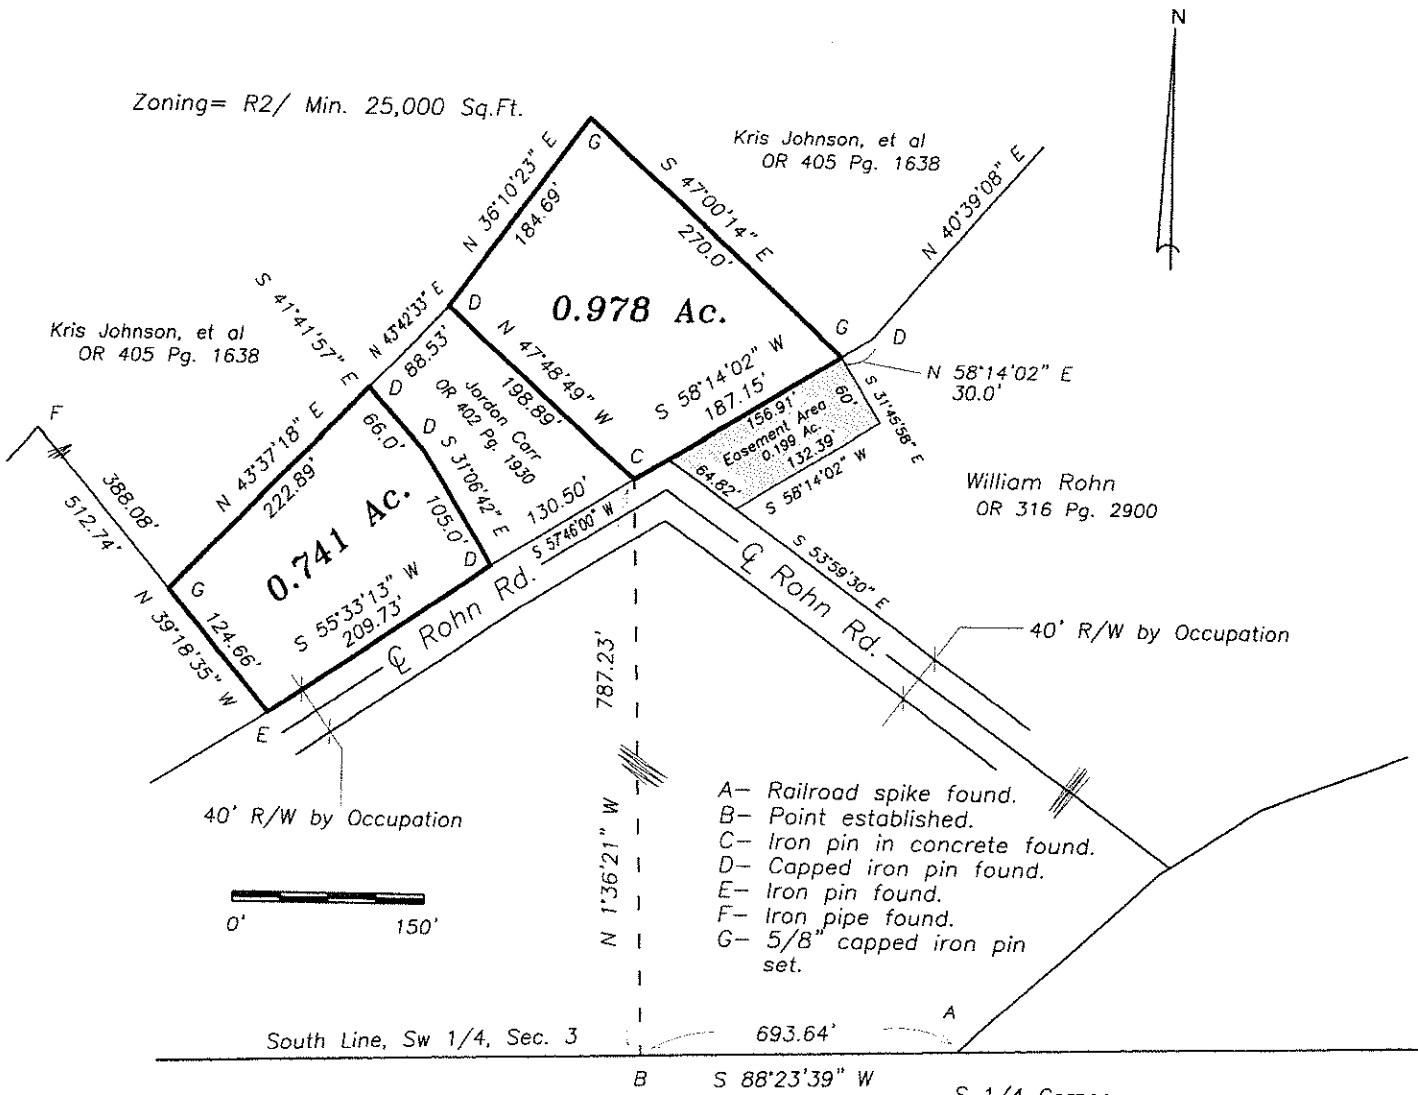 N
Zoning= R2/ Min. 25,000 Sq.Ft.
Kris Johnson, et al
OR 405 Pg. 1638
G
N 36°10'23" E
184.69'
S 47°00'14" E
270.0'
N 40°39'08" E
0.978 Ac.
S 41°41'57" E
N 43°42'33" E
D
88.53'
Kris Johnson, et al
OR 405 Pg. 1638
N 47°48'49" W
198.89'
S 58°14'02" W
187.15'
G
D
N 58°14'02" E
30.0'
F
388.08'
512.74'
N 43°37'18" E
222.89'
D
66.0'
D
Jordon Carr
OR 402 Pg. 1930
S 31°06'42" E
105.0'
C
156.91'
Easement Area
0.199 Ac.
132.39'
60'
S 31°45'58" E
64.82'
S 58°14'02" W
William Rohn
OR 316 Pg. 2900
130.50'
S 57°46'00" W
0.741 Ac.
D
G
N 39°18'35" W
124.66'
S 55°33'13" W
209.73'
E
℄ Rohn Rd.
℄ Rohn Rd.
S 53°59'30" E
40' R/W by Occupation
787.23'
N 1°36'21" W
40' R/W by Occupation
0'
150'
A– Railroad spike found.
B– Point established.
C– Iron pin in concrete found.
D– Capped iron pin found.
E– Iron pin found.
F– Iron pipe found.
G– 5/8" capped iron pin
set.
South Line, Sw 1/4, Sec. 3
693.64'
A
B
S 88°23'39" W
S 1/4